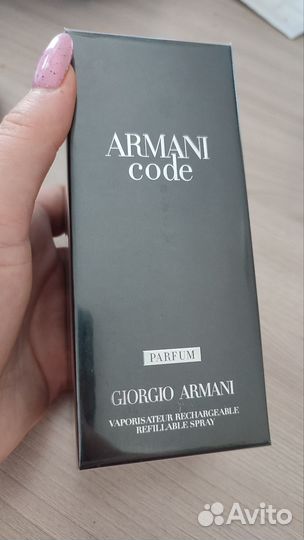 ARMANI
code
PARFUM
GIORGIO ARMANI
VAPORISATEUR RECHARGEABLE
REFILLABLE SPRAY
Avito